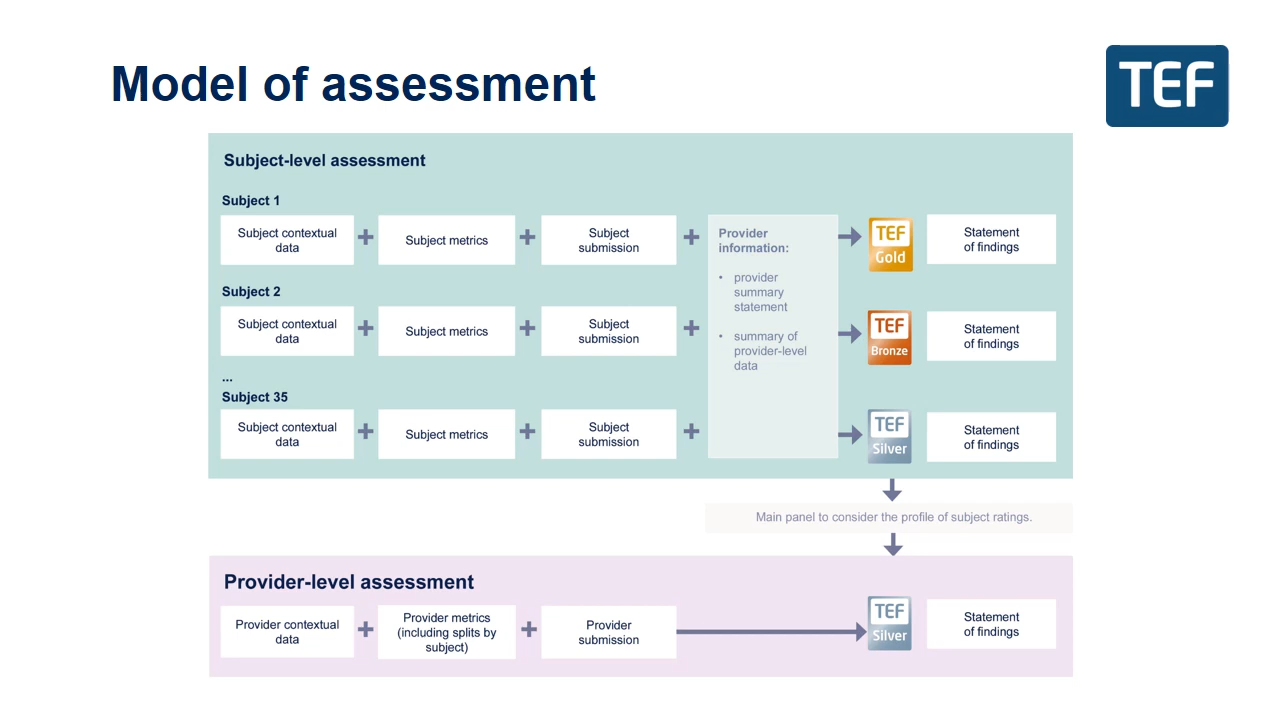 Model of assessment
TEF
Subject-level assessment
Subject 1
Subject contextual
data
+
Subject metrics
+
Subject
submission
+
Provider
information:
• provider
summary
statement
• summary of
provider-level
data
TEF
Gold
Statement
of findings
Subject 2
Subject contextual
data
+
Subject metrics
+
Subject
submission
+
TEF
Bronze
Statement
of findings
...
Subject 35
Subject contextual
data
+
Subject metrics
+
Subject
submission
+
TEF
Silver
Statement
of findings
Main panel to consider the profile of subject ratings.
Provider-level assessment
Provider contextual
data
+
Provider metrics
(including splits by
subject)
+
Provider
submission
TEF
Silver
Statement
of findings